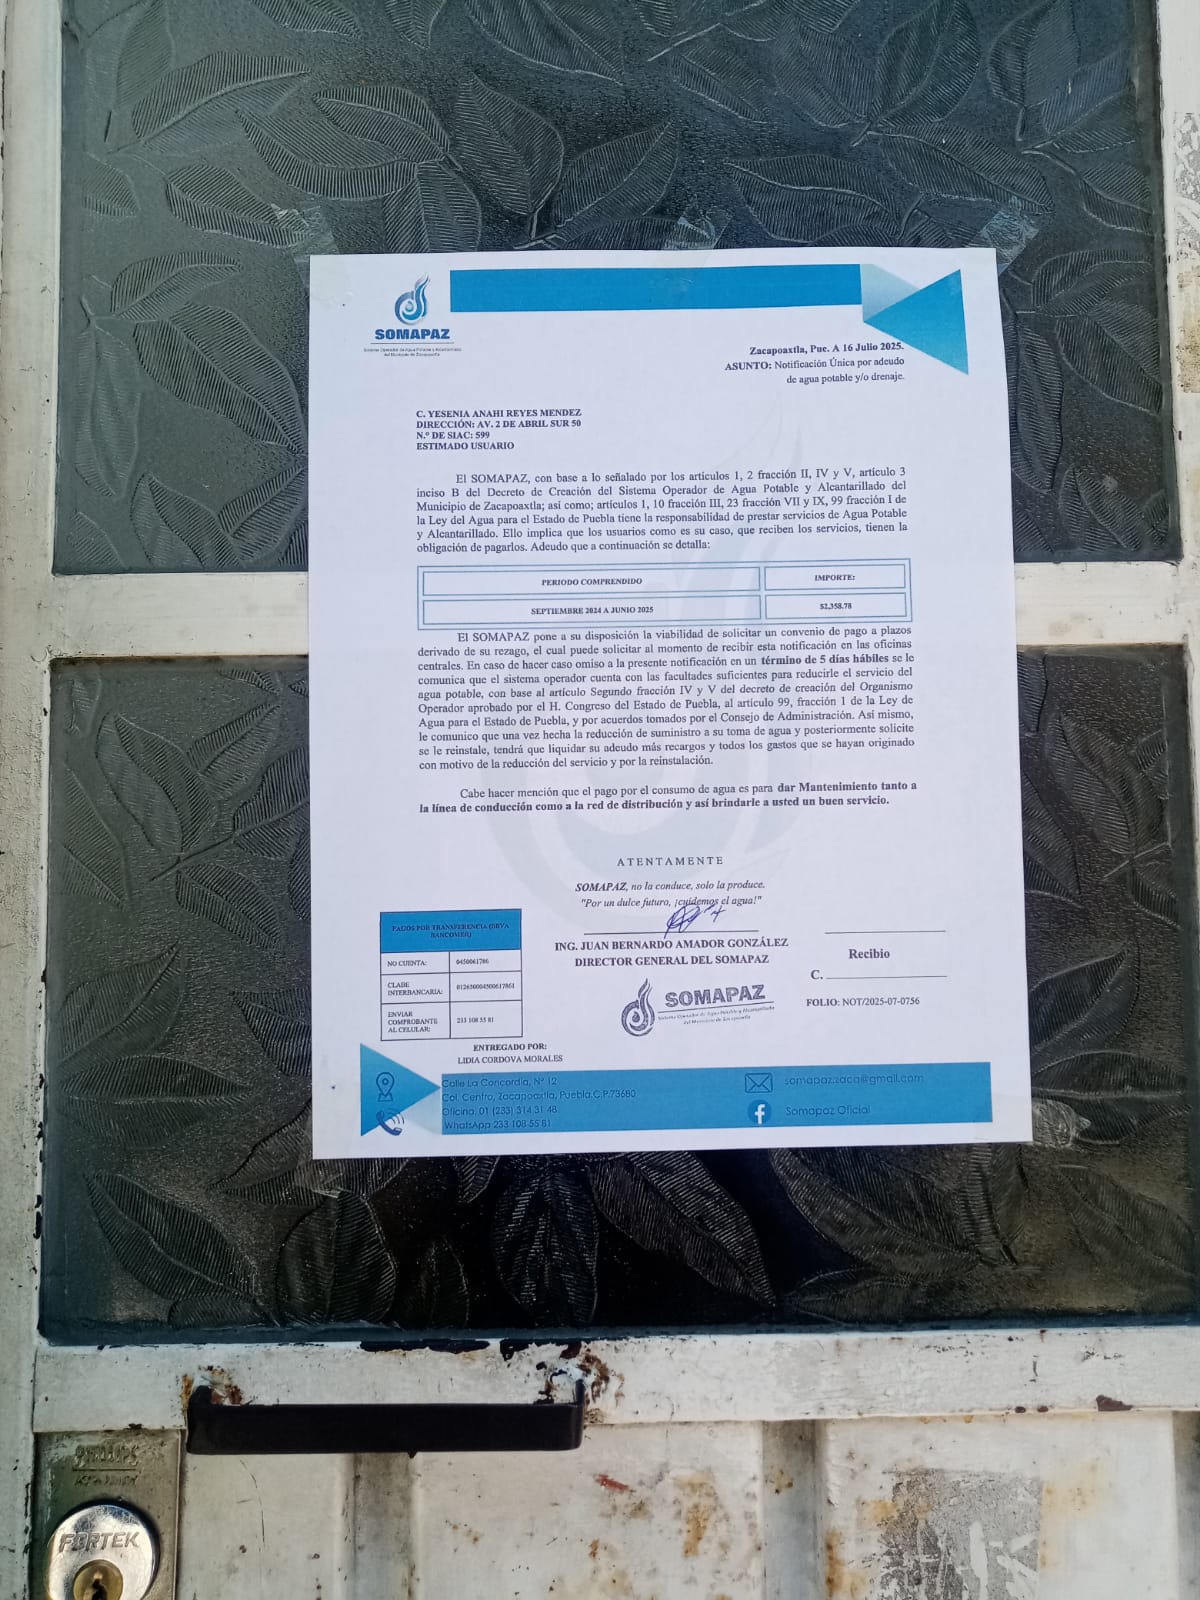 SOMAPAZ
Sistema Operador de Agua Potable y Alcantarillado
del Municipio de Zacapoaxtla
Zacapoaxtla, Pue. A 16 Julio 2025.
ASUNTO: Notificación Única por adeudo
de agua potable y/o drenaje.
C. YESENIA ANAHI REYES MENDEZ
DIRECCIÓN: AV. 2 DE ABRIL SUR 50
N.º DE SIAC: 599
ESTIMADO USUARIO
El SOMAPAZ, con base a lo señalado por los artículos 1, 2 fracción II, IV y V, artículo 3
inciso B del Decreto de Creación del Sistema Operador de Agua Potable y Alcantarillado del
Municipio de Zacapoaxtla; así como; artículos 1, 10 fracción III, 23 fracción VII y IX, 99 fracción I de
la Ley del Agua para el Estado de Puebla tiene la responsabilidad de prestar servicios de Agua Potable
y Alcantarillado. Ello implica que los usuarios como es su caso, que reciben los servicios, tienen la
obligación de pagarlos. Adeudo que a continuación se detalla:
PERIODO COMPRENDIDO IMPORTE:
SEPTIEMBRE 2024 A JUNIO 2025 $2,358.78
El SOMAPAZ pone a su disposición la viabilidad de solicitar un convenio de pago a plazos
derivado de su rezago, el cual puede solicitar al momento de recibir esta notificación en las oficinas
centrales. En caso de hacer caso omiso a la presente notificación en un término de 5 días hábiles se le
comunica que el sistema operador cuenta con las facultades suficientes para reducirle el servicio del
agua potable, con base al artículo Segundo fracción IV y V del decreto de creación del Organismo
Operador aprobado por el H. Congreso del Estado de Puebla, al artículo 99, fracción 1 de la Ley de
Agua para el Estado de Puebla, y por acuerdos tomados por el Consejo de Administración. Así mismo,
le comunico que una vez hecha la reducción de suministro a su toma de agua y posteriormente solicite
se le reinstale, tendrá que liquidar su adeudo más recargos y todos los gastos que se hayan originado
con motivo de la reducción del servicio y por la reinstalación.
Cabe hacer mención que el pago por el consumo de agua es para dar Mantenimiento tanto a
la línea de conducción como a la red de distribución y así brindarle a usted un buen servicio.
ATENTAMENTE
SOMAPAZ, no la conduce, solo la produce.
"Por un dulce futuro, ¡cuidemos el agua!"
ING. JUAN BERNARDO AMADOR GONZÁLEZ
DIRECTOR GENERAL DEL SOMAPAZ
SOMAPAZ
Sistema Operador de Agua Potable y Alcantarillado
del Municipio de Zacapoaxtla
Recibio
C.
FOLIO: NOT/2025-07-0756
PAGOS POR TRANSFERENCIA (BBVA
BANCOMER)
NO CUENTA: 0450061786
CLABE
INTERBANCARIA: 012650004500617861
ENVIAR
COMPROBANTE
AL CELULAR: 233 108 55 81
ENTREGADO POR:
LIDIA CORDOVA MORALES
Calle La Concordia, N° 12
Col. Centro, Zacapoaxtla, Puebla.C.P.73680
Oficina. 01 (233) 314 31 48
WhatsApp 233 108 55 81
somapaz.zaca@gmail.com
Somapaz Oficial
PHILLIPS
FORTEK